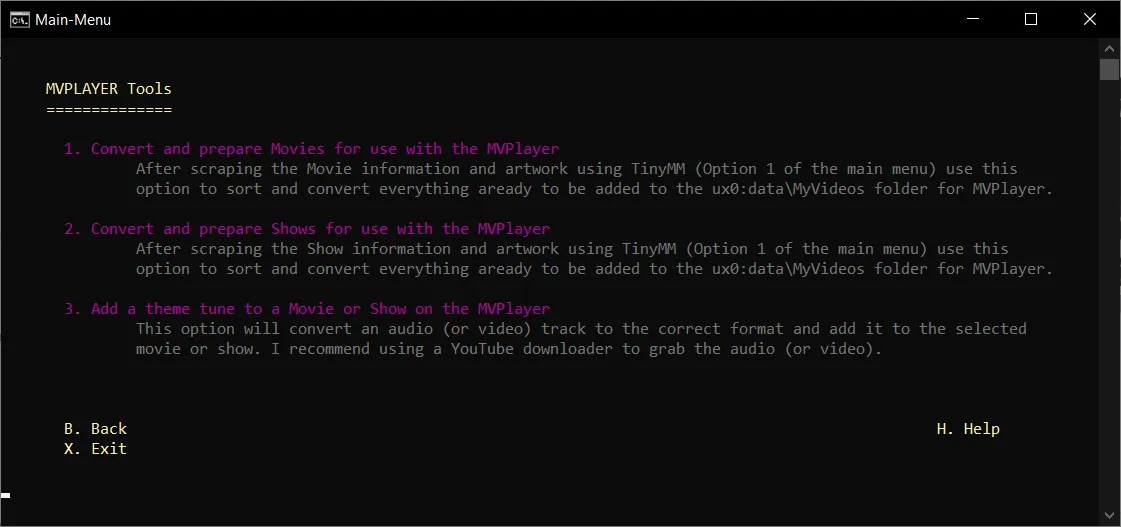 Main-Menu
MVPLAYER Tools
==============
1. Convert and prepare Movies for use with the MVPlayer
After scraping the Movie information and artwork using TinyMM (Option 1 of the main menu) use this
option to sort and convert everything aready to be added to the ux0:data\MyVideos folder for MVPlayer.
2. Convert and prepare Shows for use with the MVPlayer
After scraping the Show information and artwork using TinyMM (Option 1 of the main menu) use this
option to sort and convert everything aready to be added to the ux0:data\MyVideos folder for MVPlayer.
3. Add a theme tune to a Movie or Show on the MVPlayer
This option will convert an audio (or video) track to the correct format and add it to the selected
movie or show. I recommend using a YouTube downloader to grab the audio (or video).
B. Back H. Help
X. Exit